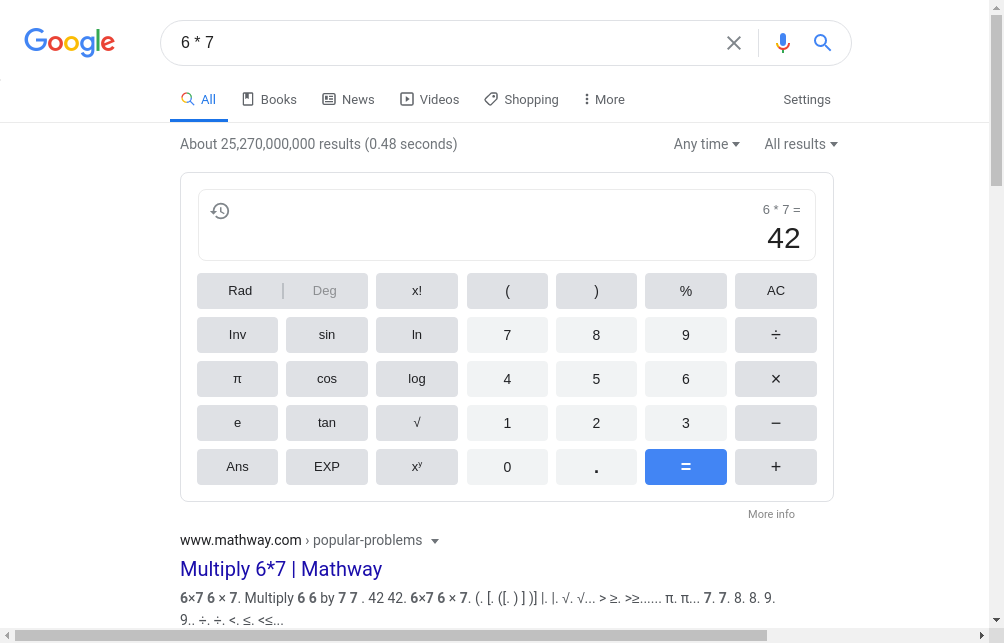 Google
6 * 7
All Books News Videos Shopping More Settings
About 25,270,000,000 results (0.48 seconds) Any time All results
6 * 7 =
42
Rad | Deg x! ( ) % AC
Inv sin ln 7 8 9 ÷
π cos log 4 5 6 ×
e tan √ 1 2 3 −
Ans EXP xʸ 0 . = +
More info
www.mathway.com › popular-problems
Multiply 6*7 | Mathway
6×7 6 × 7. Multiply 6 6 by 7 7 . 42 42. 6×7 6 × 7. (. [. ([. ) ] )] |. |. √. √... > ≥. >≥...... π. π... 7. 7. 8. 8. 9.
9.. ÷. ÷. <. ≤. <≤...